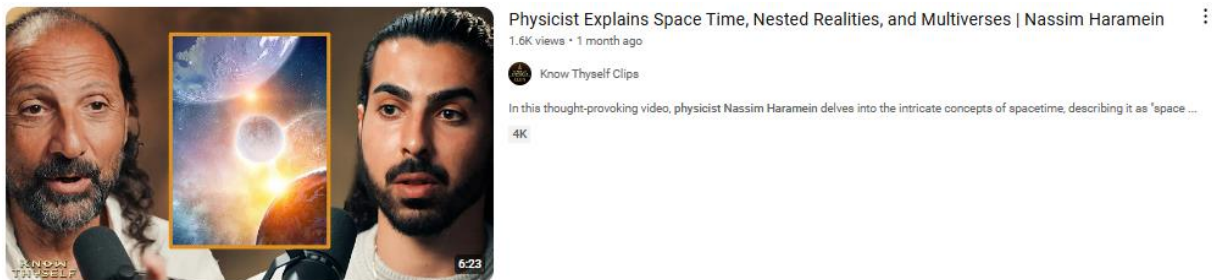 Physicist Explains Space Time, Nested Realities, and Multiverses | Nassim Haramein
1.6K views • 1 month ago
Know Thyself Clips
In this thought-provoking video, physicist Nassim Haramein delves into the intricate concepts of spacetime, describing it as "space ...
4K
KNOW
THYSELF
6:23